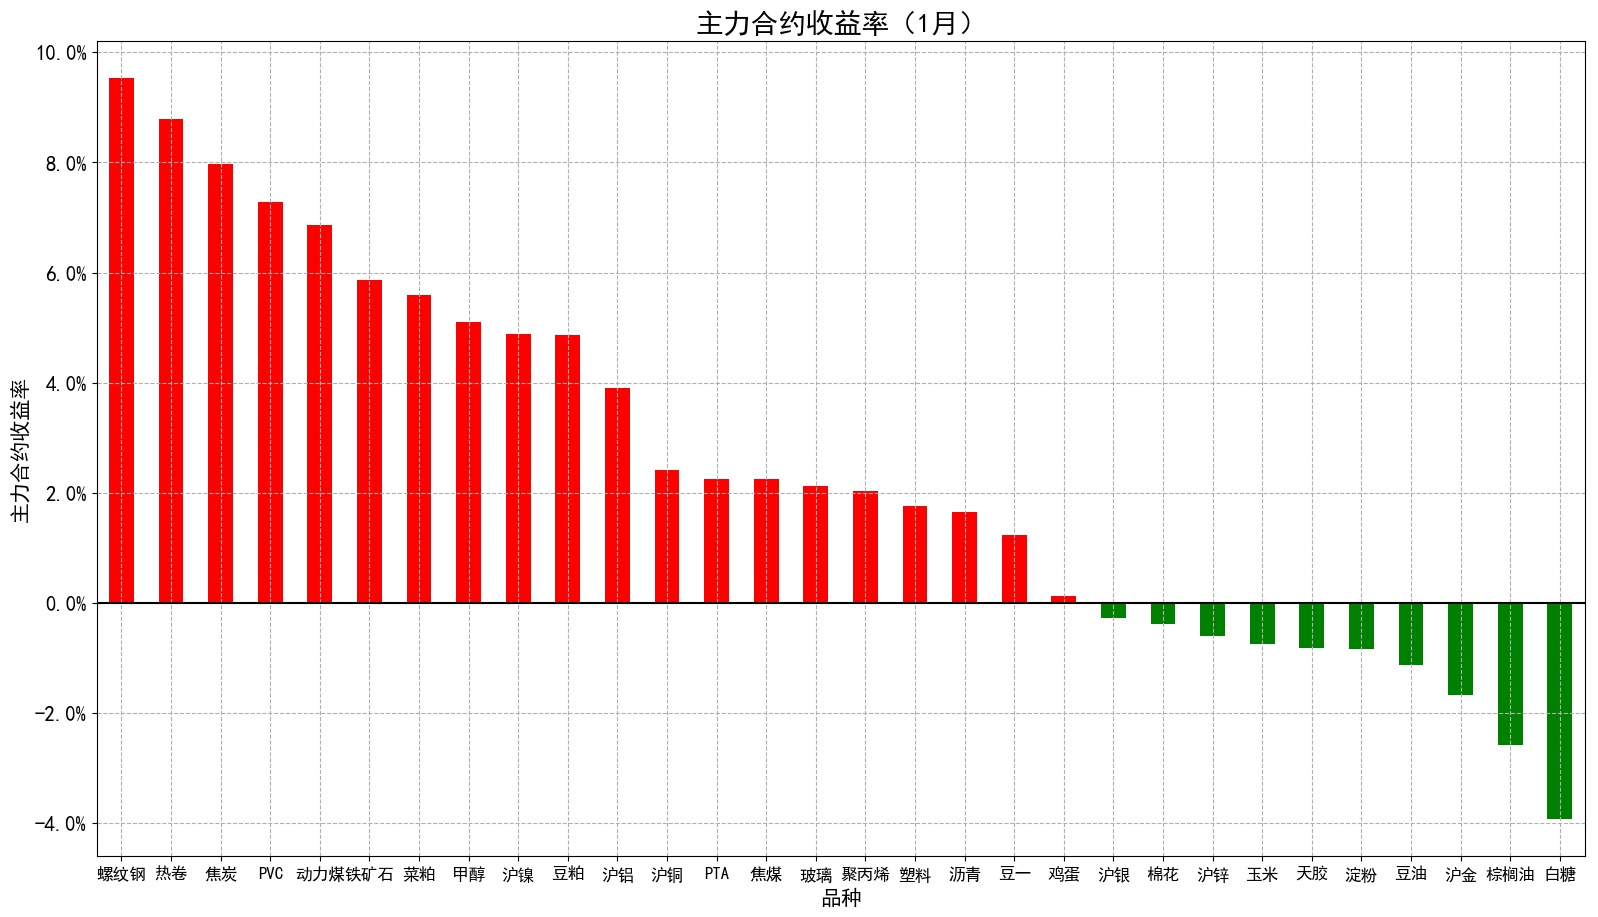 主力合约收益率（1月）
主力合约收益率
10.0%
8.0%
6.0%
4.0%
2.0%
0.0%
−2.0%
−4.0%
螺纹钢 热卷 焦炭 PVC 动力煤 铁矿石 菜粕 甲醇 沪镍 豆粕 沪铝 沪铜 PTA 焦煤 玻璃 聚丙烯 塑料 沥青 豆一 鸡蛋 沪银 棉花 沪锌 玉米 天胶 淀粉 豆油 沪金 棕榈油 白糖
品种